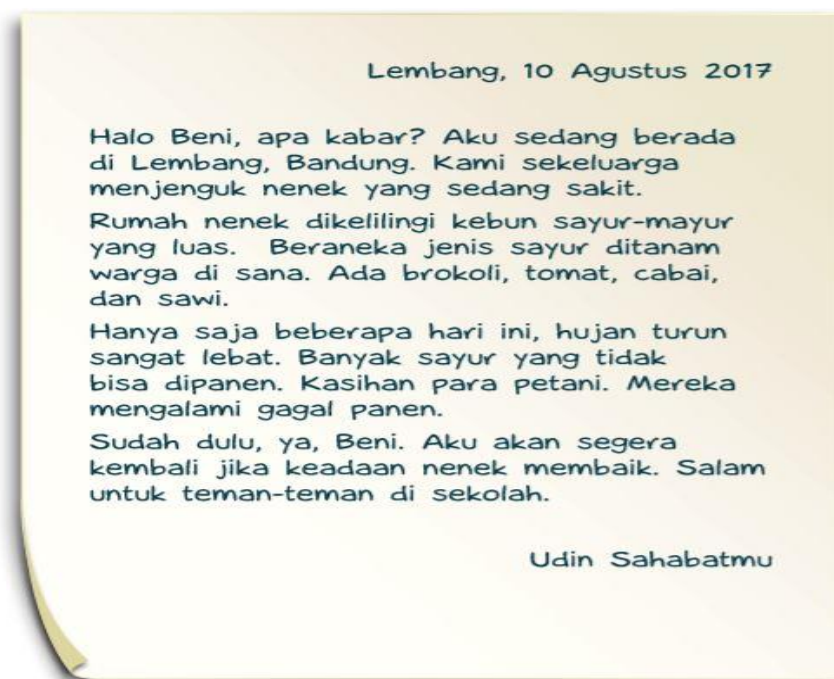 Lembang, 10 Agustus 2017
Halo Beni, apa kabar? Aku sedang berada
di Lembang, Bandung. Kami sekeluarga
menjenguk nenek yang sedang sakit.
Rumah nenek dikelilingi kebun sayur-mayur
yang luas. Beraneka jenis sayur ditanam
warga di sana. Ada brokoli, tomat, cabai,
dan sawi.
Hanya saja beberapa hari ini, hujan turun
sangat lebat. Banyak sayur yang tidak
bisa dipanen. Kasihan para petani. Mereka
mengalami gagal panen.
Sudah dulu, ya, Beni. Aku akan segera
kembali jika keadaan nenek membaik. Salam
untuk teman-teman di sekolah.
Udin Sahabatmu